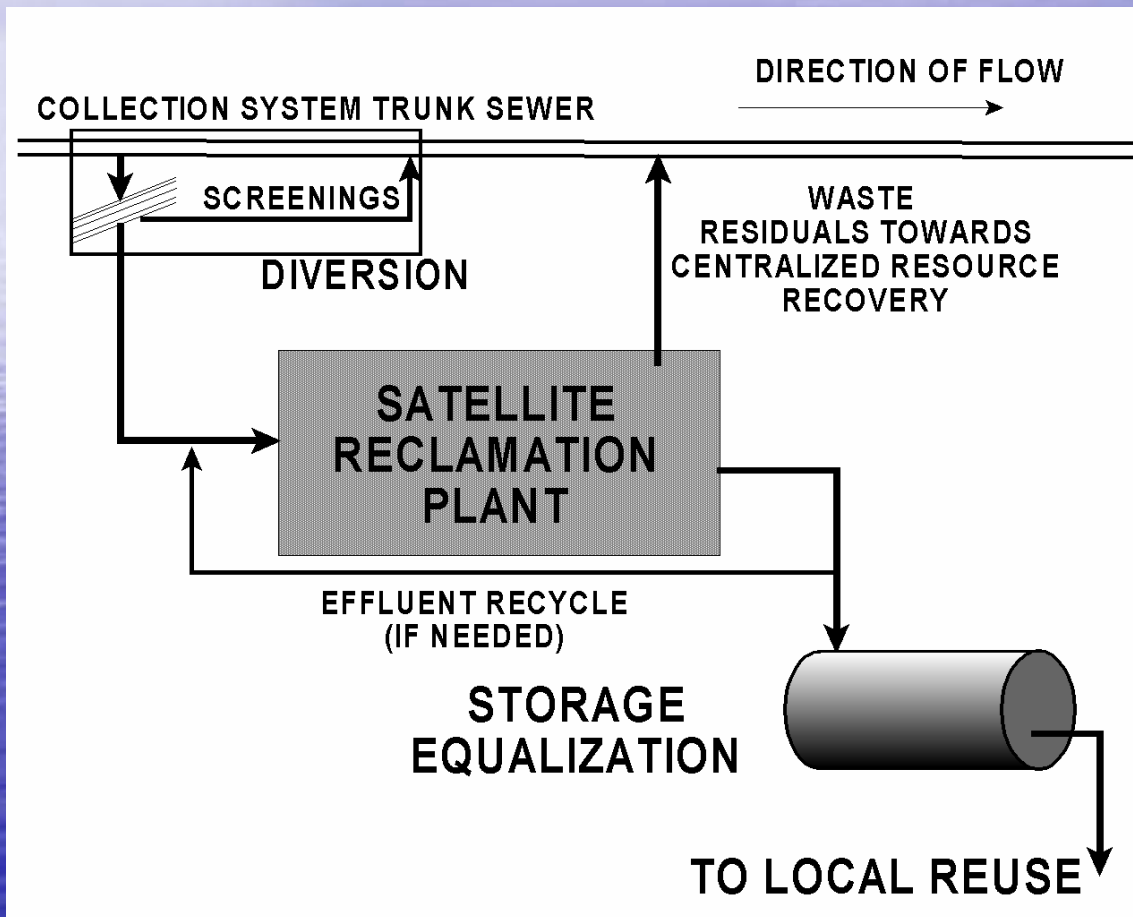 DIRECTION OF FLOW
COLLECTION SYSTEM TRUNK SEWER
SCREENINGS
DIVERSION
WASTE
RESIDUALS TOWARDS
CENTRALIZED RESOURCE
RECOVERY
SATELLITE
RECLAMATION
PLANT
EFFLUENT RECYCLE
(IF NEEDED)
STORAGE
EQUALIZATION
TO LOCAL REUSE